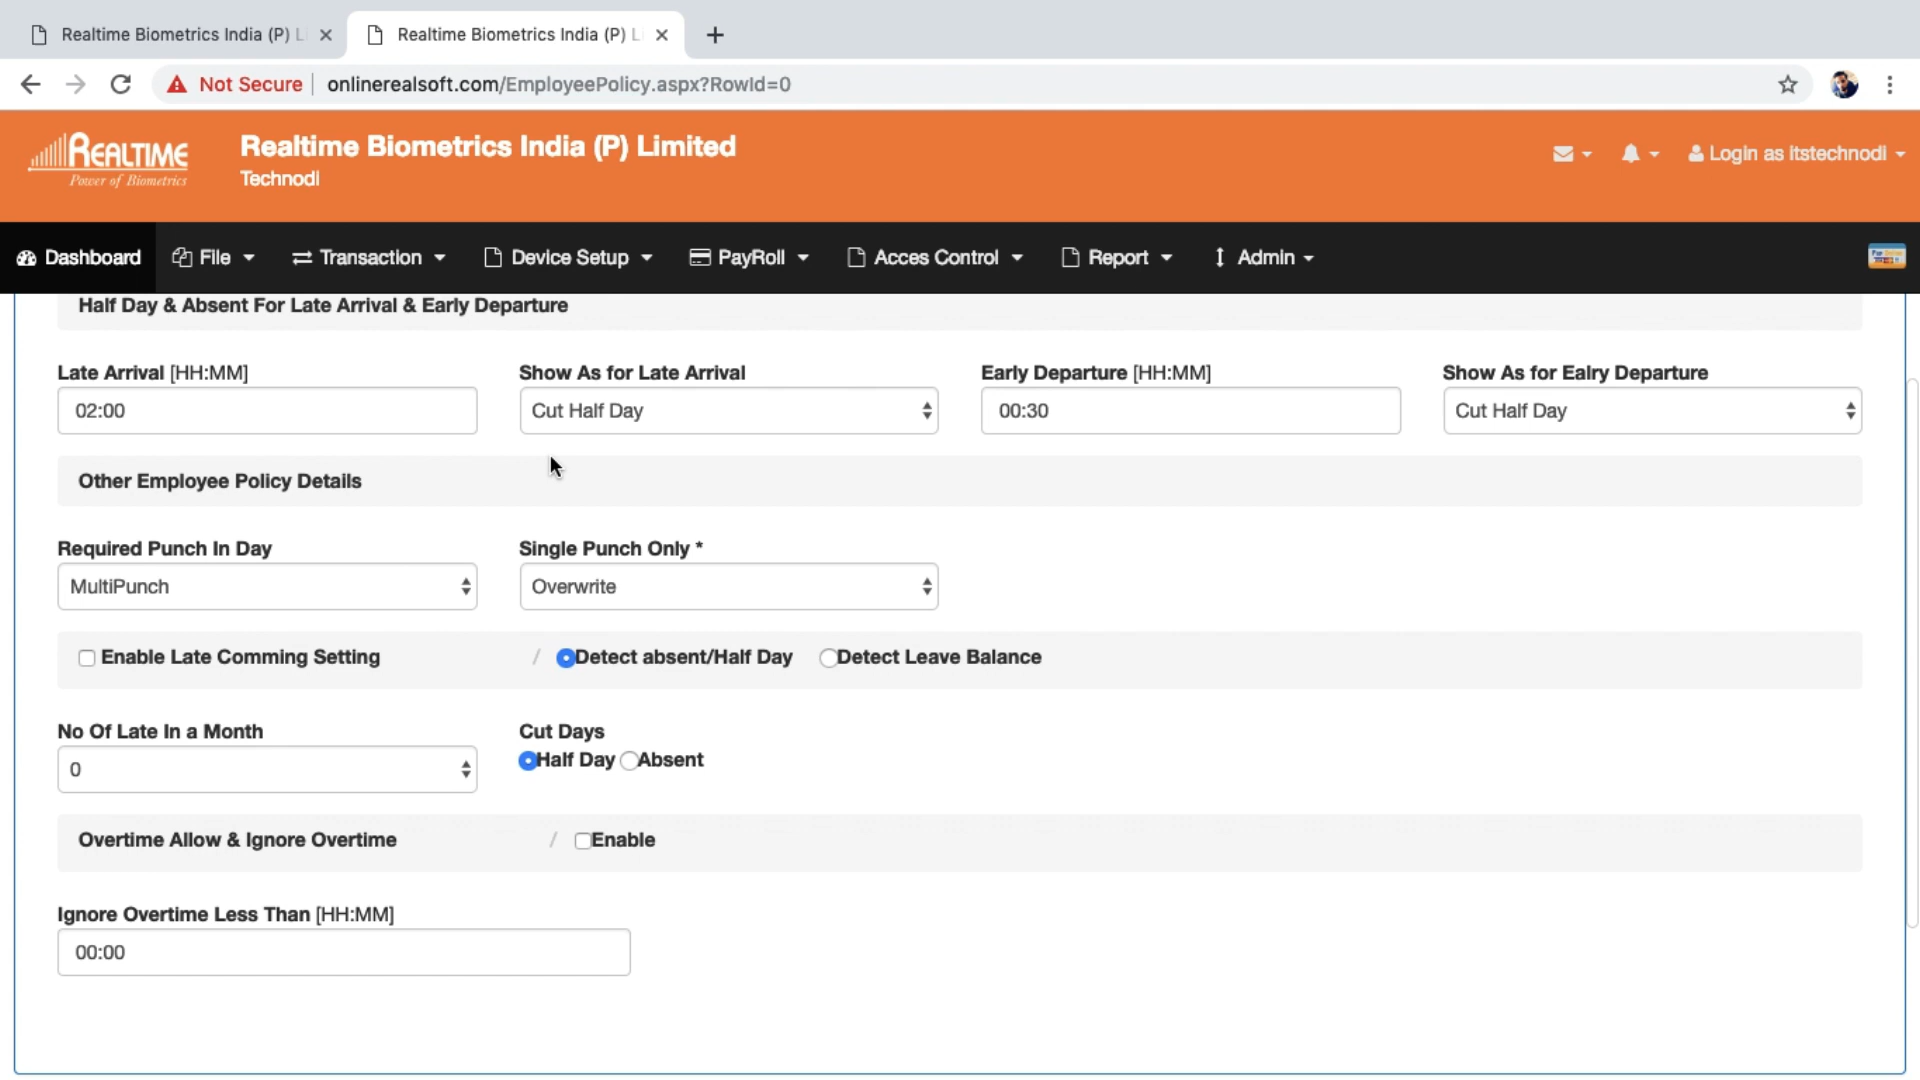 Realtime Biometrics India (P) L
Realtime Biometrics India (P) L
Not Secure
onlinerealsoft.com/EmployeePolicy.aspx?RowId=0
REALTIME
Power of Biometrics
Realtime Biometrics India (P) Limited
Technodi
Login as itstechnodi
Dashboard
File
Transaction
Device Setup
PayRoll
Acces Control
Report
Admin
Half Day & Absent For Late Arrival & Early Departure
Late Arrival [HH:MM]
Show As for Late Arrival
Early Departure [HH:MM]
Show As for Ealry Departure
02:00
Cut Half Day
00:30
Cut Half Day
Other Employee Policy Details
Required Punch In Day
Single Punch Only *
MultiPunch
Overwrite
Enable Late Comming Setting
/ Detect absent/Half Day
Detect Leave Balance
No Of Late In a Month
Cut Days
0
Half Day Absent
Overtime Allow & Ignore Overtime
/ Enable
Ignore Overtime Less Than [HH:MM]
00:00